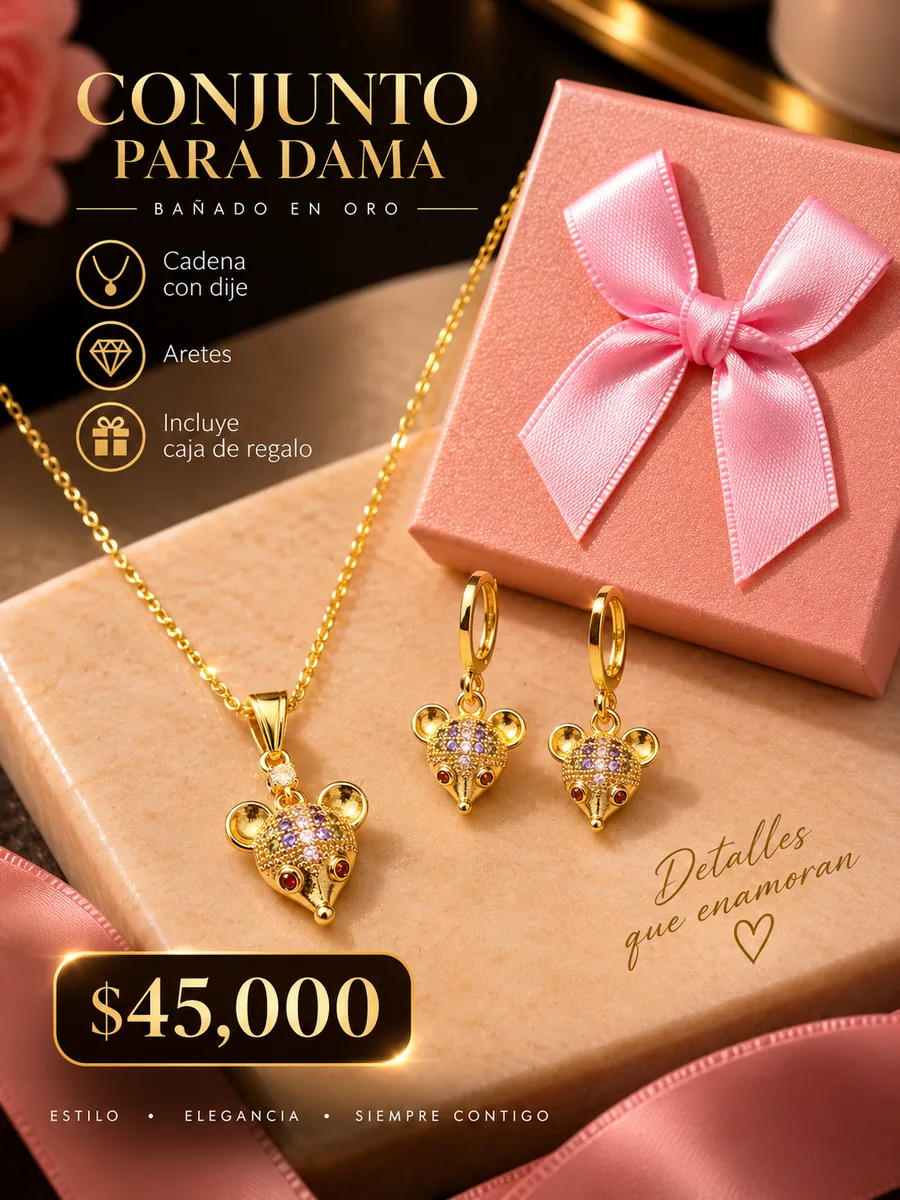 CONJUNTO
PARA DAMA
BAÑADO EN ORO
Cadena
con dije
Aretes
Incluye
caja de regalo
Detalles
que enamoran
$45,000
ESTILO • ELEGANCIA • SIEMPRE CONTIGO